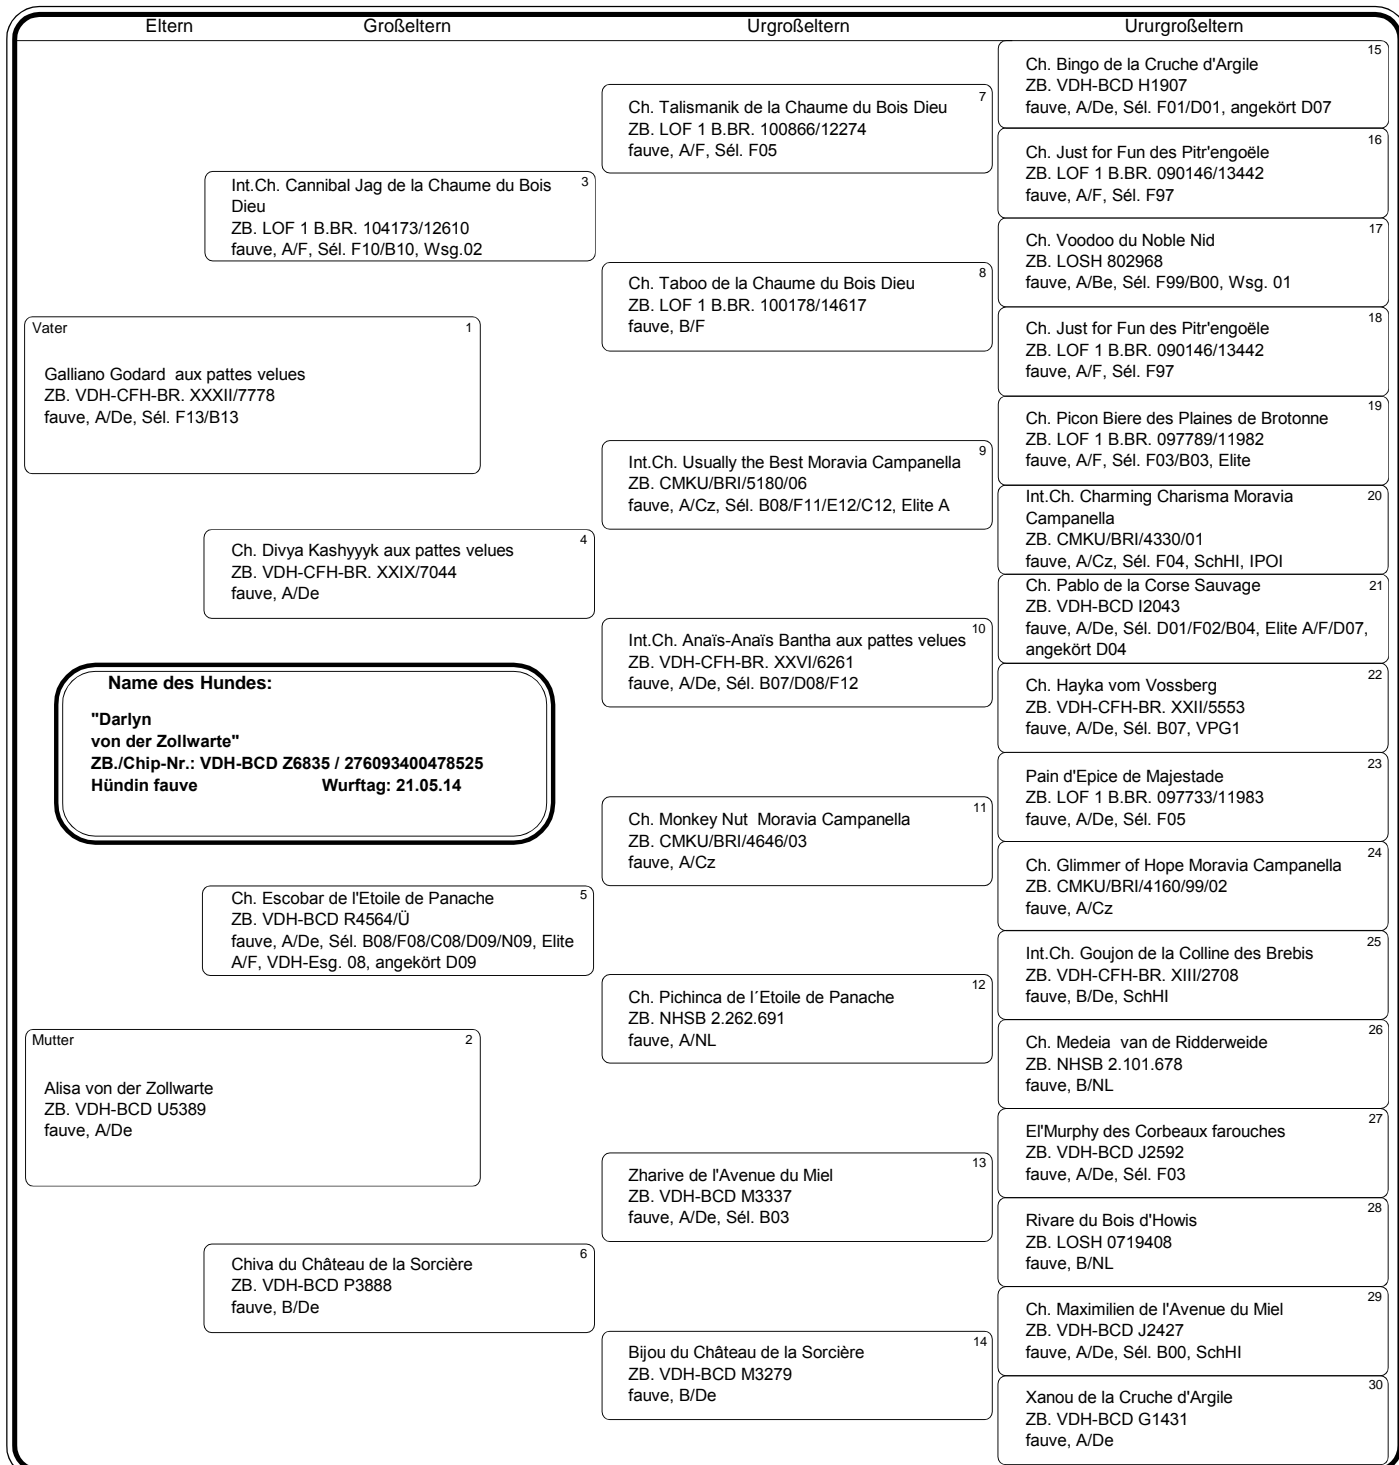 Eltern Großeltern Urgroßeltern Ururgroßeltern
Vater 1
Galliano Godard aux pattes velues
ZB. VDH-CFH-BR. XXXII/7778
fauve, A/De, Sél. F13/B13
Name des Hundes:
"Darlyn
von der Zollwarte"
ZB./Chip-Nr.: VDH-BCD Z6835 / 276093400478525
Hündin fauve Wurftag: 21.05.14
Mutter 2
Alisa von der Zollwarte
ZB. VDH-BCD U5389
fauve, A/De
Int.Ch. Cannibal Jag de la Chaume du Bois 3
Dieu
ZB. LOF 1 B.BR. 104173/12610
fauve, A/F, Sél. F10/B10, Wsg.02
Ch. Divya Kashyyyk aux pattes velues 4
ZB. VDH-CFH-BR. XXIX/7044
fauve, A/De
Ch. Escobar de l'Etoile de Panache 5
ZB. VDH-BCD R4564/Ü
fauve, A/De, Sél. B08/F08/C08/D09/N09, Elite
A/F, VDH-Esg. 08, angekört D09
Chiva du Château de la Sorcière 6
ZB. VDH-BCD P3888
fauve, B/De
Ch. Talismanik de la Chaume du Bois Dieu 7
ZB. LOF 1 B.BR. 100866/12274
fauve, A/F, Sél. F05
Ch. Taboo de la Chaume du Bois Dieu 8
ZB. LOF 1 B.BR. 100178/14617
fauve, B/F
Int.Ch. Usually the Best Moravia Campanella 9
ZB. CMKU/BRI/5180/06
fauve, A/Cz, Sél. B08/F11/E12/C12, Elite A
Int.Ch. Anaïs-Anaïs Bantha aux pattes velues 10
ZB. VDH-CFH-BR. XXVI/6261
fauve, A/De, Sél. B07/D08/F12
Ch. Monkey Nut Moravia Campanella 11
ZB. CMKU/BRI/4646/03
fauve, A/Cz
Ch. Pichinca de l´Etoile de Panache 12
ZB. NHSB 2.262.691
fauve, A/NL
Zharive de l'Avenue du Miel 13
ZB. VDH-BCD M3337
fauve, A/De, Sél. B03
Bijou du Château de la Sorcière 14
ZB. VDH-BCD M3279
fauve, B/De
15
Ch. Bingo de la Cruche d'Argile
ZB. VDH-BCD H1907
fauve, A/De, Sél. F01/D01, angekört D07
16
Ch. Just for Fun des Pitr'engoële
ZB. LOF 1 B.BR. 090146/13442
fauve, A/F, Sél. F97
17
Ch. Voodoo du Noble Nid
ZB. LOSH 802968
fauve, A/Be, Sél. F99/B00, Wsg. 01
18
Ch. Just for Fun des Pitr'engoële
ZB. LOF 1 B.BR. 090146/13442
fauve, A/F, Sél. F97
19
Ch. Picon Biere des Plaines de Brotonne
ZB. LOF 1 B.BR. 097789/11982
fauve, A/F, Sél. F03/B03, Elite
Int.Ch. Charming Charisma Moravia 20
Campanella
ZB. CMKU/BRI/4330/01
fauve, A/Cz, Sél. F04, SchHI, IPOI
Ch. Pablo de la Corse Sauvage 21
ZB. VDH-BCD I2043
fauve, A/De, Sél. D01/F02/B04, Elite A/F/D07,
angekört D04
22
Ch. Hayka vom Vossberg
ZB. VDH-CFH-BR. XXII/5553
fauve, A/De, Sél. B07, VPG1
23
Pain d'Epice de Majestade
ZB. LOF 1 B.BR. 097733/11983
fauve, A/De, Sél. F05
24
Ch. Glimmer of Hope Moravia Campanella
ZB. CMKU/BRI/4160/99/02
fauve, A/Cz
25
Int.Ch. Goujon de la Colline des Brebis
ZB. VDH-CFH-BR. XIII/2708
fauve, B/De, SchHI
26
Ch. Medeia van de Ridderweide
ZB. NHSB 2.101.678
fauve, B/NL
27
El'Murphy des Corbeaux farouches
ZB. VDH-BCD J2592
fauve, A/De, Sél. F03
28
Rivare du Bois d'Howis
ZB. LOSH 0719408
fauve, B/NL
29
Ch. Maximilien de l'Avenue du Miel
ZB. VDH-BCD J2427
fauve, A/De, Sél. B00, SchHI
30
Xanou de la Cruche d'Argile
ZB. VDH-BCD G1431
fauve, A/De